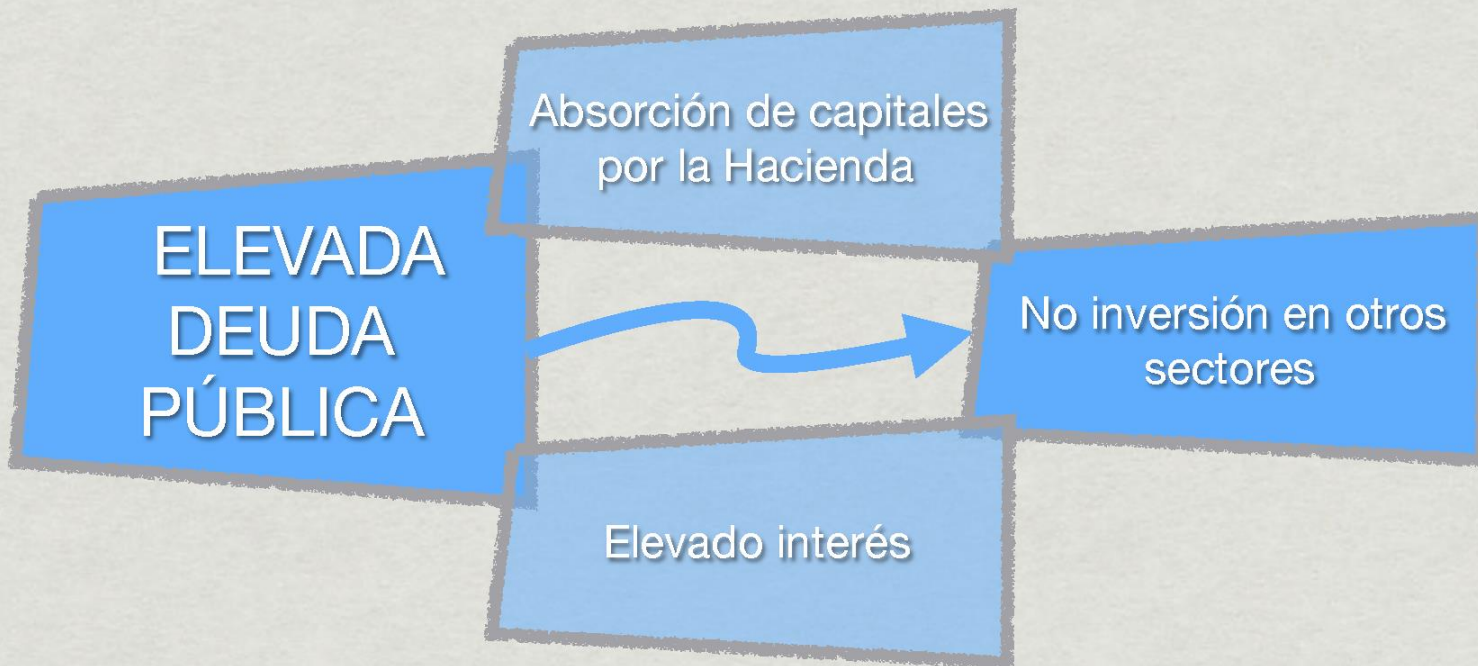 ELEVADA
DEUDA
PÚBLICA
Absorción de capitales
por la Hacienda
Elevado interés
No inversión en otros
sectores